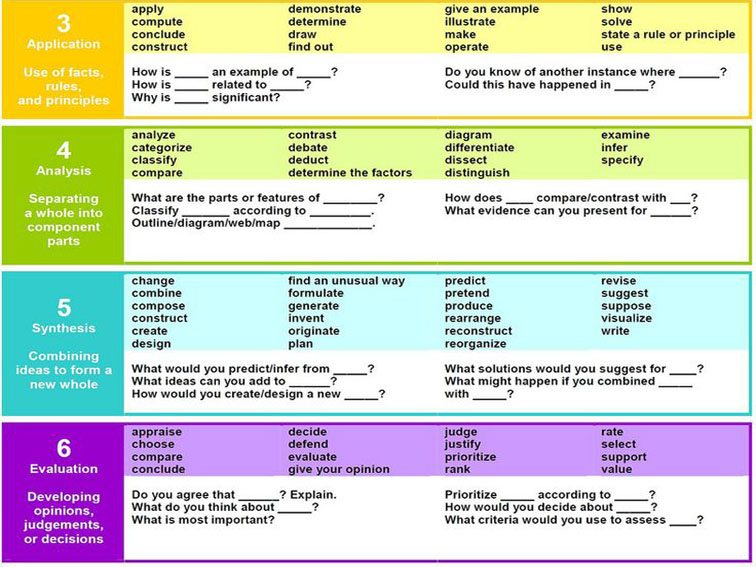 3
Application
Use of facts,
rules,
and principles
apply demonstrate give an example show
compute determine illustrate solve
conclude draw make state a rule or principle
construct find out operate use
How is _____ an example of _____? Do you know of another instance where ______?
How is _____ related to _____? Could this have happened in _____?
Why is _____ significant?
4
Analysis
Separating
a whole into
component
parts
analyze contrast diagram examine
categorize debate differentiate infer
classify deduct dissect specify
compare determine the factors distinguish
What are the parts or features of ________? How does ____ compare/contrast with ___?
Classify _______ according to _________. What evidence can you present for ______?
Outline/diagram/web/map _____________.
5
Synthesis
Combining
ideas to form a
new whole
change find an unusual way predict revise
combine formulate pretend suggest
compose generate produce suppose
construct invent rearrange visualize
create originate reconstruct write
design plan reorganize
What would you predict/infer from _____? What solutions would you suggest for ____?
What ideas can you add to ______? What might happen if you combined _____
How would you create/design a new _____? with _____?
6
Evaluation
Developing
opinions,
judgements,
or decisions
appraise decide judge rate
choose defend justify select
compare evaluate prioritize support
conclude give your opinion rank value
Do you agree that ______? Explain. Prioritize _____ according to _____?
What do you think about _____? How would you decide about _____?
What is most important? What criteria would you use to assess ____?